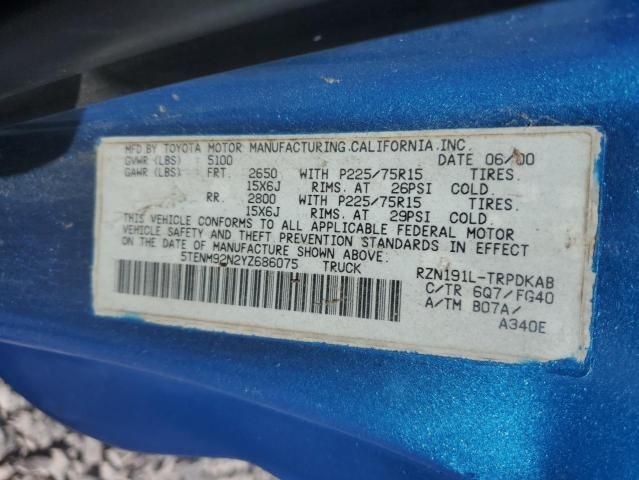 MFD BY TOYOTA MOTOR MANUFACTURING.CALIFORNIA.INC.
GVWR (LBS) 5100 DATE 06/00
GAWR (LBS) FRT. 2650 WITH P225/75R15 TIRES.
15X6J RIMS. AT 26PSI COLD.
RR. 2800 WITH P225/75R15 TIRES.
15X6J RIMS. AT 29PSI COLD.
THIS VEHICLE CONFORMS TO ALL APPLICABLE FEDERAL MOTOR
VEHICLE SAFETY AND THEFT PREVENTION STANDARDS IN EFFECT
ON THE DATE OF MANUFACTURE SHOWN ABOVE.
5TENM92N2YZ686075 TRUCK RZN191L-TRPDKAB
C/TR 6Q7/FG40
A/TM B07A/
A340E